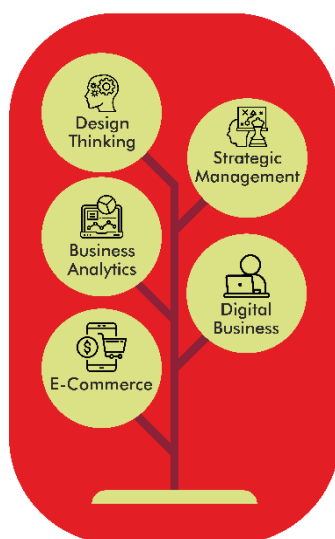 Design
Thinking
Strategic
Management
Business
Analytics
Digital
Business
$
E-Commerce